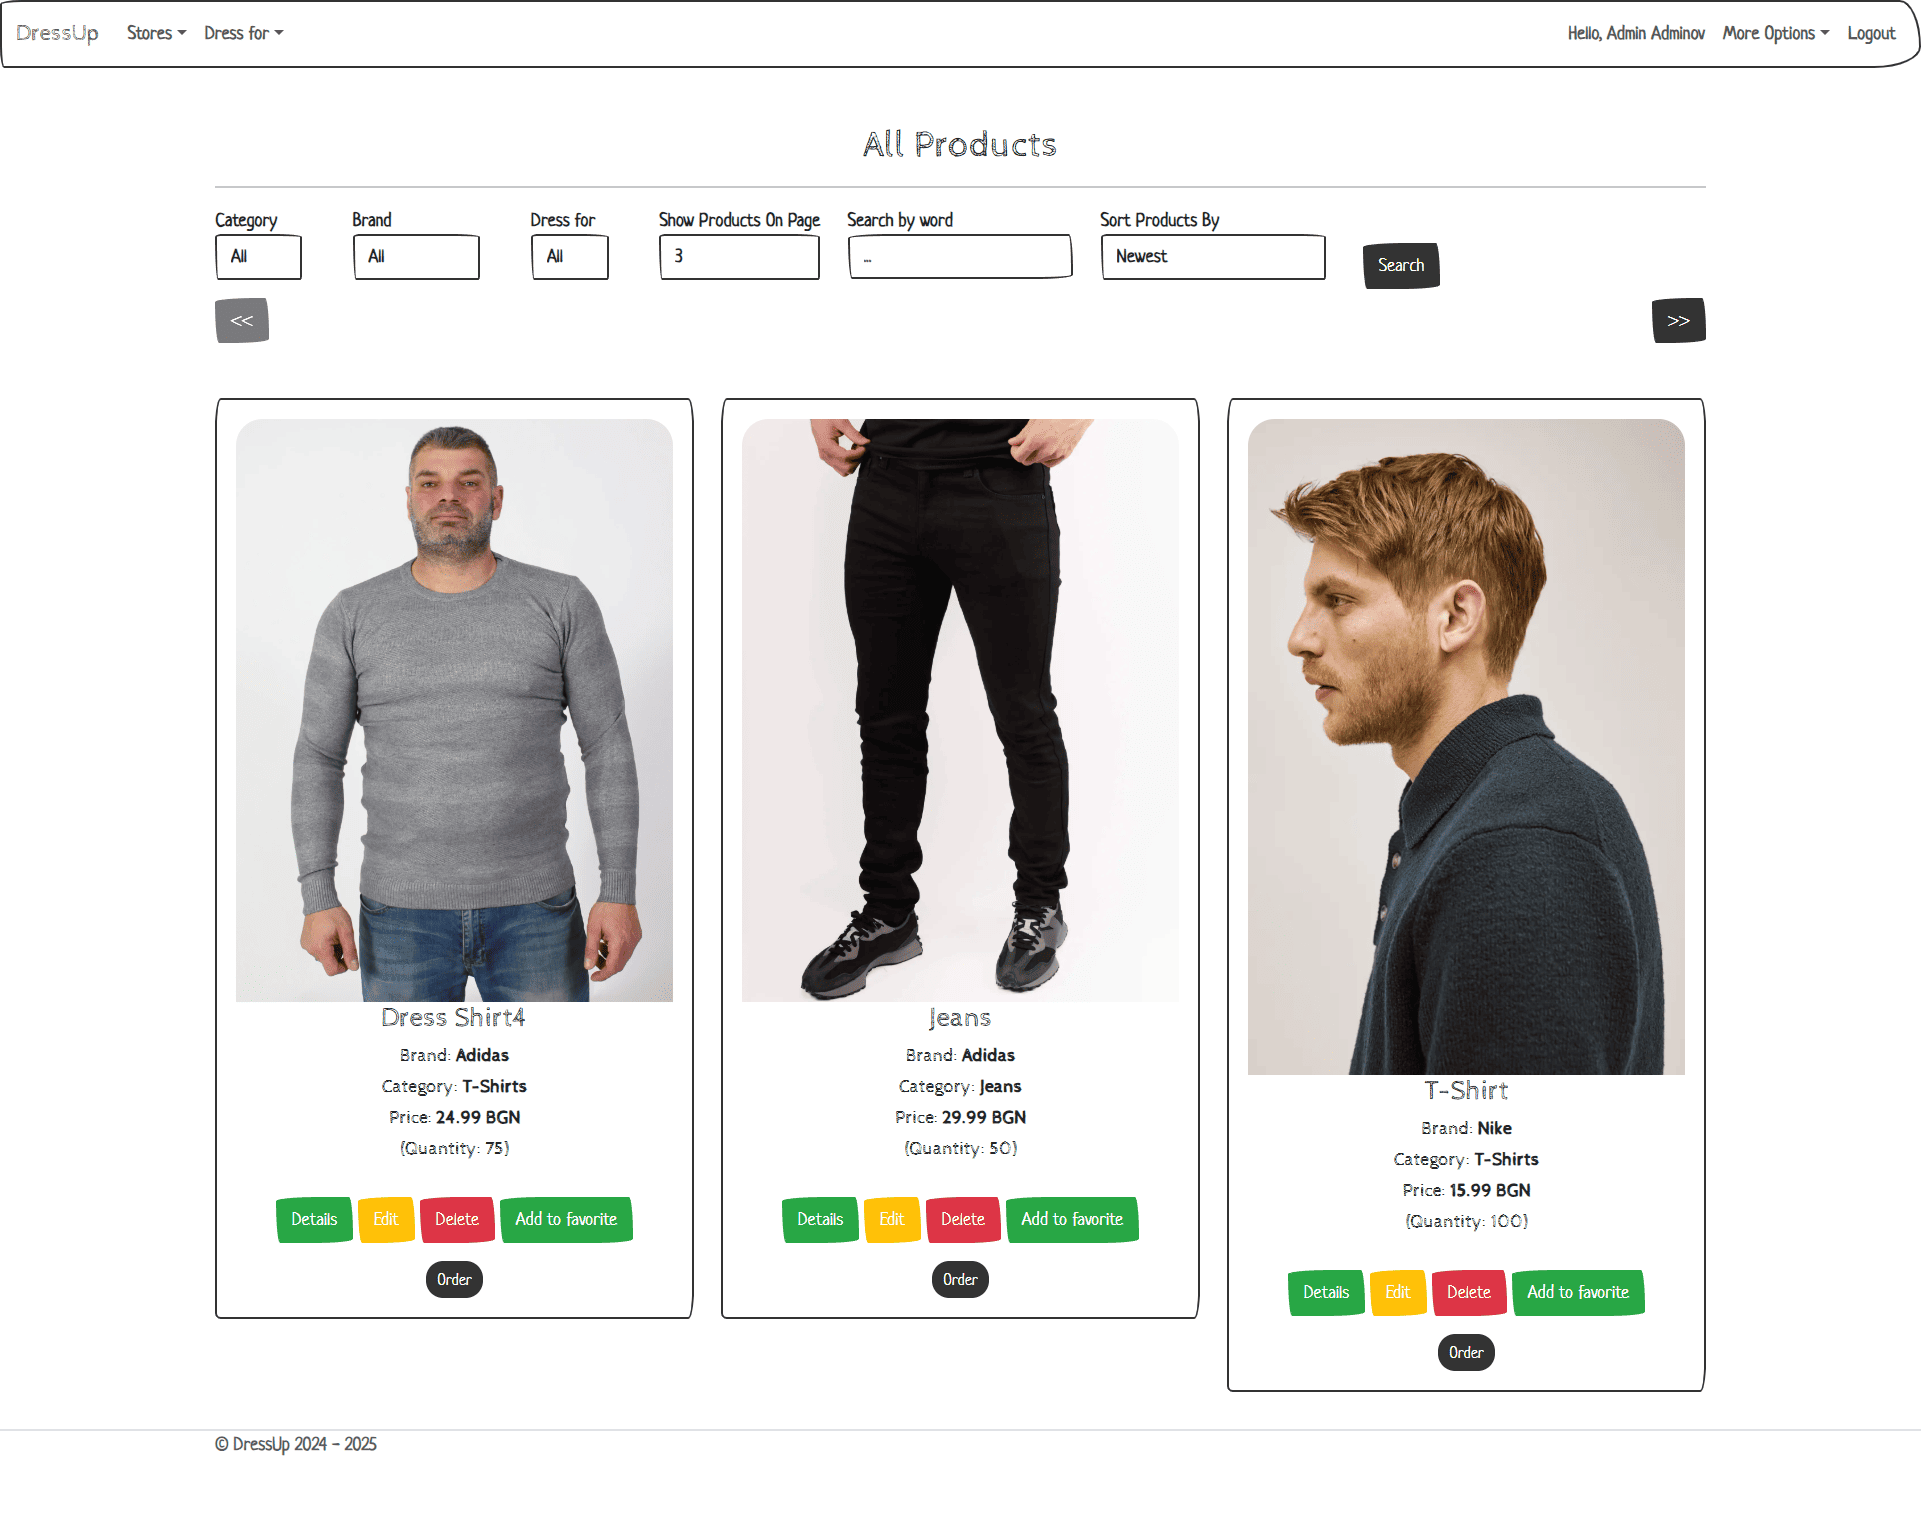 DressUp Stores Dress for Hello, Admin Adminov More Options Logout
All Products
Category Brand Dress for Show Products On Page Search by word Sort Products By
All All All 3 ... Newest Search
<< >>
Dress Shirt4
Brand: Adidas
Category: T-Shirts
Price: 24.99 BGN
(Quantity: 75)
Details Edit Delete Add to favorite
Order
Jeans
Brand: Adidas
Category: Jeans
Price: 29.99 BGN
(Quantity: 50)
Details Edit Delete Add to favorite
Order
T-Shirt
Brand: Nike
Category: T-Shirts
Price: 15.99 BGN
(Quantity: 100)
Details Edit Delete Add to favorite
Order
© DressUp 2024 - 2025